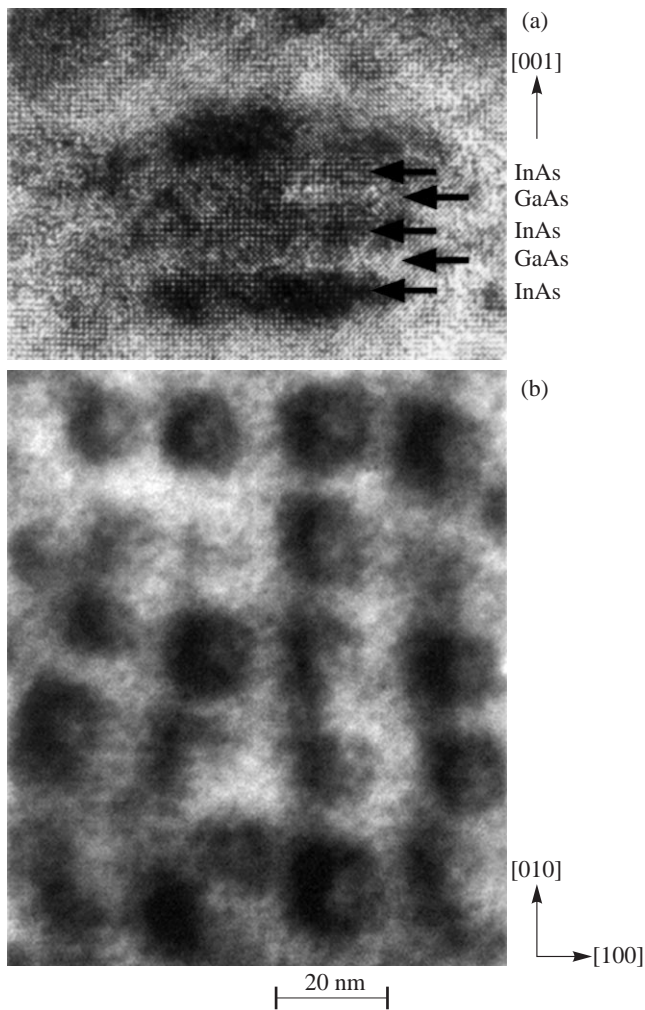 (a)
[001]
InAs
GaAs
InAs
GaAs
InAs
(b)
[010]
[100]
20 nm